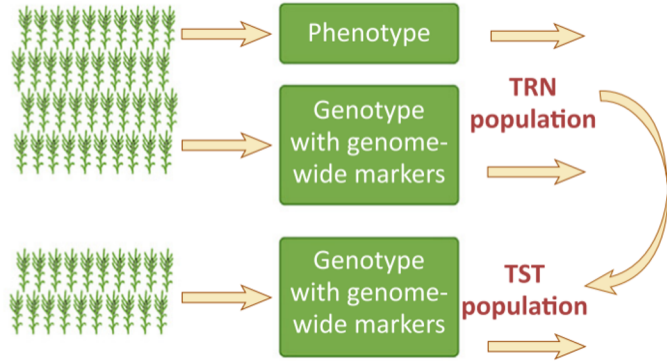 Phenotype
TRN
population
Genotype
with genome-
wide markers
Genotype
with genome-
wide markers
TST
population